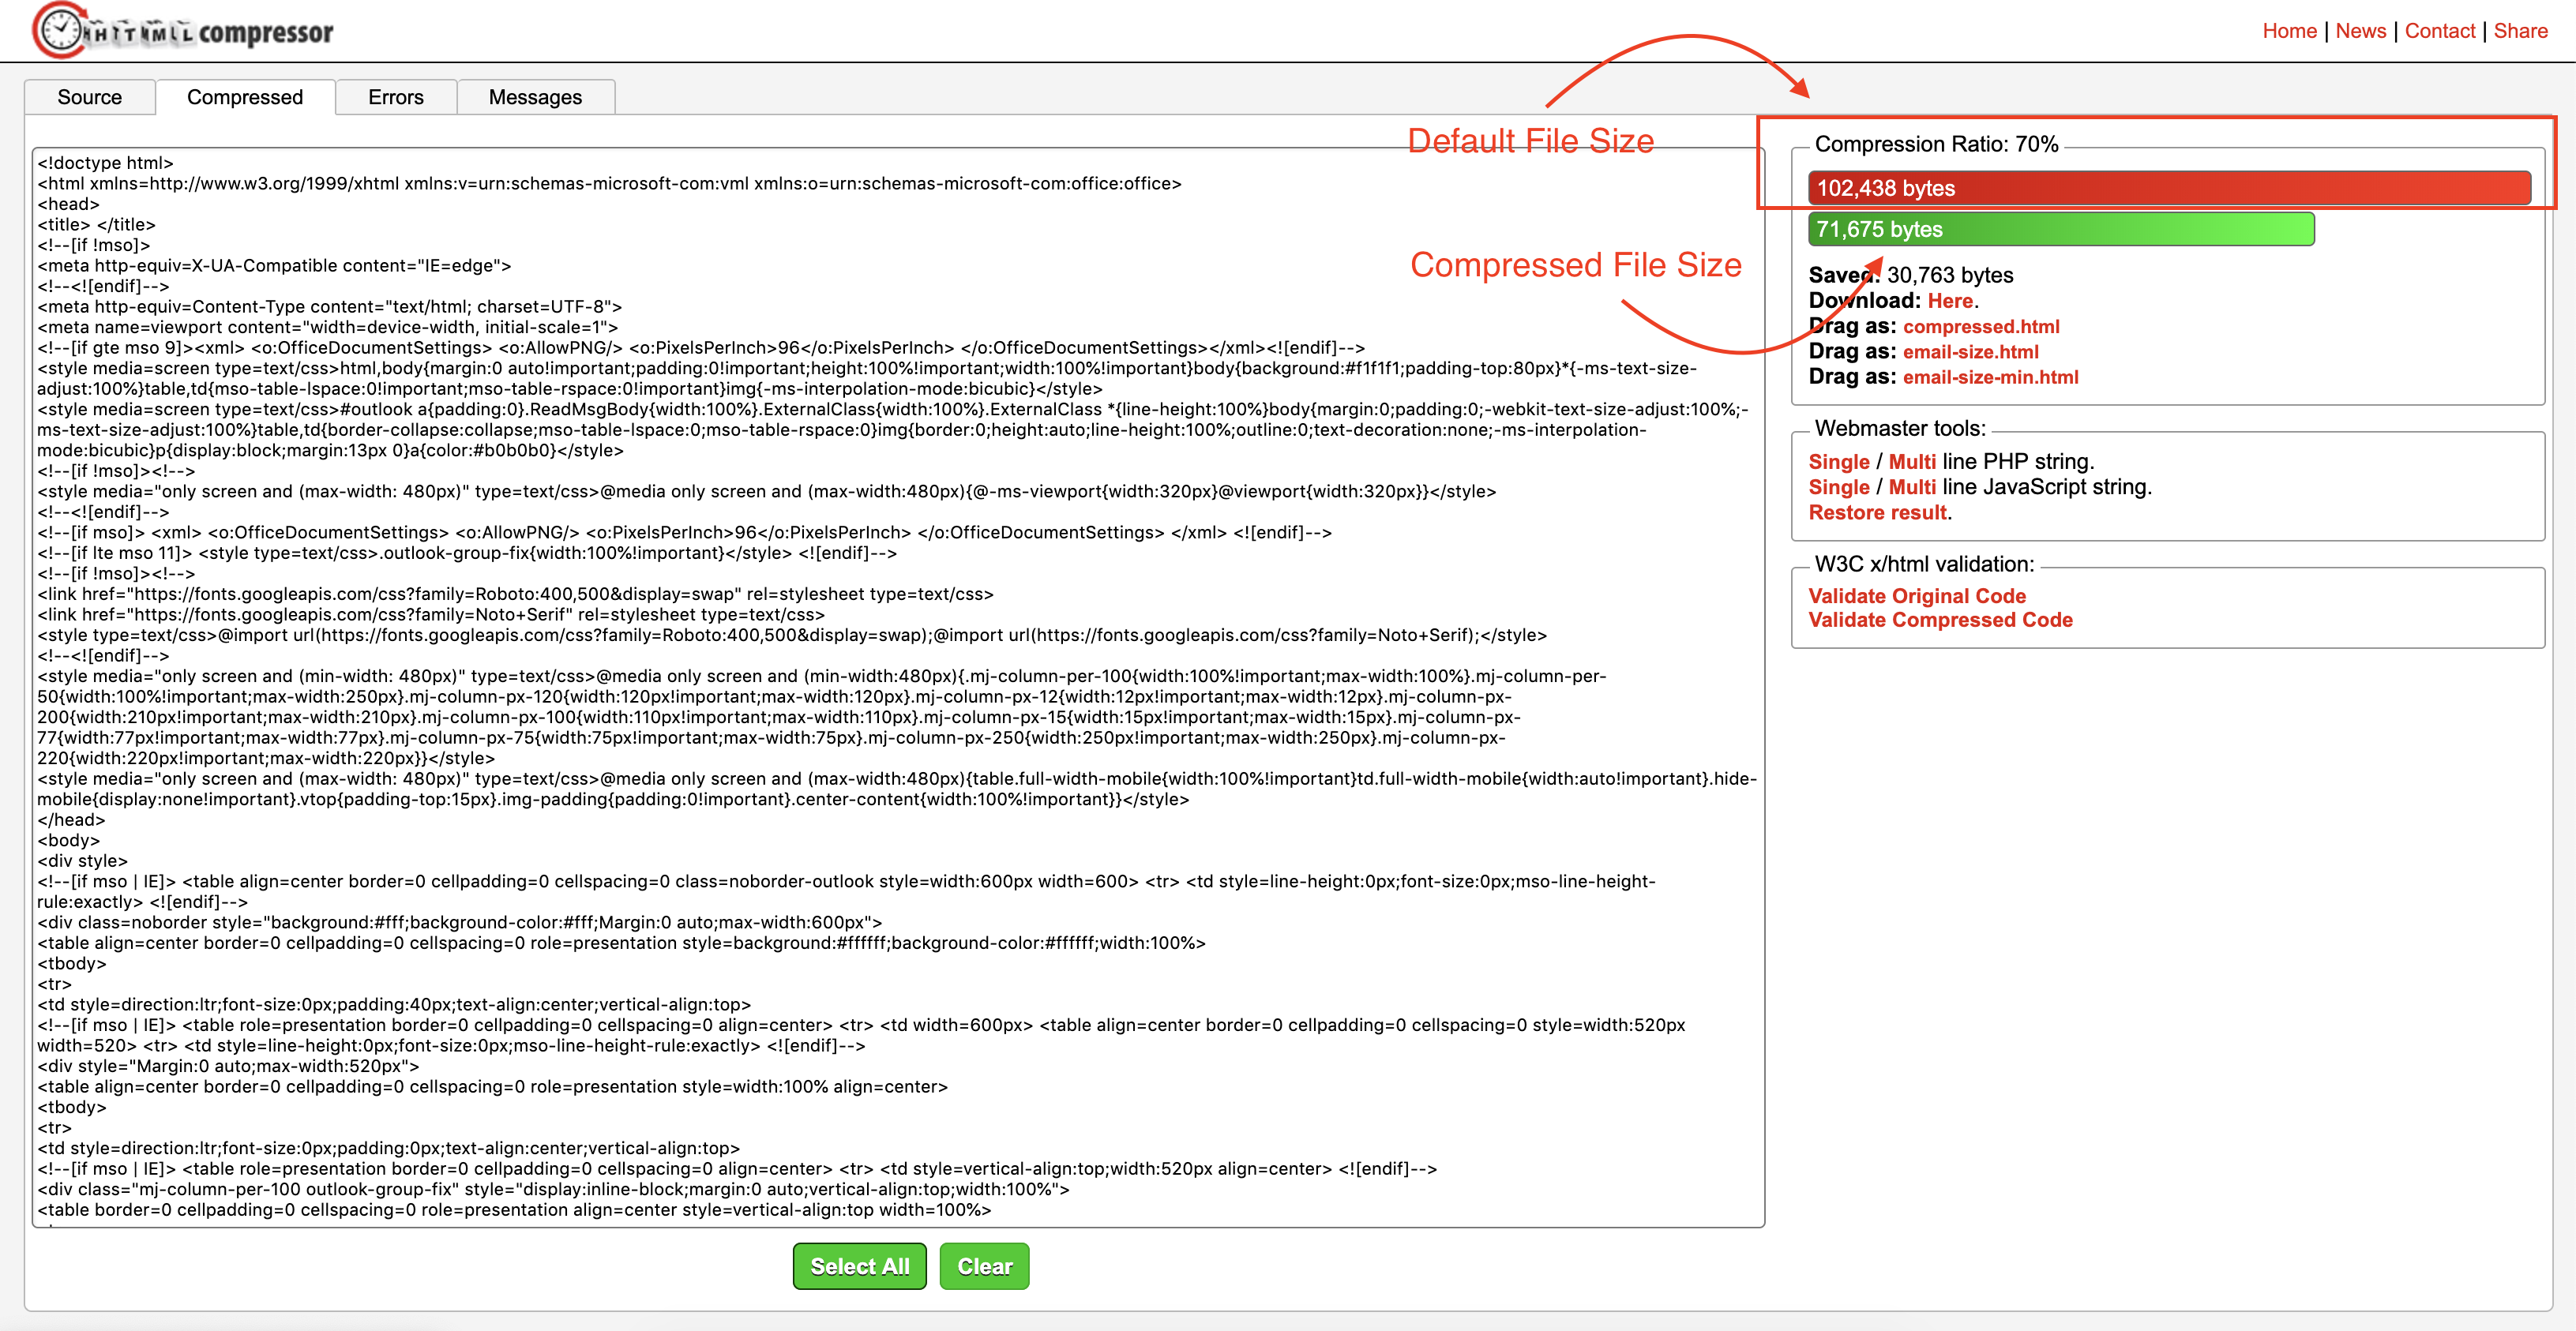 HTML compressor
Home | News | Contact | Share
Source
Compressed
Errors
Messages
Default File Size
Compressed File Size
<!doctype html>
<html xmlns=http://www.w3.org/1999/xhtml xmlns:v=urn:schemas-microsoft-com:vml xmlns:o=urn:schemas-microsoft-com:office:office>
<head>
<title> </title>
<!--[if !mso]>
<meta http-equiv=X-UA-Compatible content="IE=edge">
<!--<![endif]-->
<meta http-equiv=Content-Type content="text/html; charset=UTF-8">
<meta name=viewport content="width=device-width, initial-scale=1">
<!--[if gte mso 9]><xml> <o:OfficeDocumentSettings> <o:AllowPNG/> <o:PixelsPerInch>96</o:PixelsPerInch> </o:OfficeDocumentSettings></xml><![endif]-->
<style media=screen type=text/css>html,body{margin:0 auto!important;padding:0!important;height:100%!important;width:100%!important}body{background:#f1f1f1;padding-top:80px}*{-ms-text-size-
adjust:100%}table,td{mso-table-lspace:0!important;mso-table-rspace:0!important}img{-ms-interpolation-mode:bicubic}</style>
<style media=screen type=text/css>#outlook a{padding:0}.ReadMsgBody{width:100%}.ExternalClass{width:100%}.ExternalClass *{line-height:100%}body{margin:0;padding:0;-webkit-text-size-adjust:100%;-
ms-text-size-adjust:100%}table,td{border-collapse:collapse;mso-table-lspace:0;mso-table-rspace:0}img{border:0;height:auto;line-height:100%;outline:0;text-decoration:none;-ms-interpolation-
mode:bicubic}p{display:block;margin:13px 0}a{color:#b0b0b0}</style>
<!--[if !mso]><!-->
<style media="only screen and (max-width: 480px)" type=text/css>@media only screen and (max-width:480px){@-ms-viewport{width:320px}@viewport{width:320px}}</style>
<!--<![endif]-->
<!--[if mso]> <xml> <o:OfficeDocumentSettings> <o:AllowPNG/> <o:PixelsPerInch>96</o:PixelsPerInch> </o:OfficeDocumentSettings> </xml> <![endif]-->
<!--[if lte mso 11]> <style type=text/css>.outlook-group-fix{width:100%!important}</style> <![endif]-->
<!--[if !mso]><!-->
<link href="https://fonts.googleapis.com/css?family=Roboto:400,500&display=swap" rel=stylesheet type=text/css>
<link href="https://fonts.googleapis.com/css?family=Noto+Serif" rel=stylesheet type=text/css>
<style type=text/css>@import url(https://fonts.googleapis.com/css?family=Roboto:400,500&display=swap);@import url(https://fonts.googleapis.com/css?family=Noto+Serif);</style>
<!--<![endif]-->
<style media="only screen and (min-width: 480px)" type=text/css>@media only screen and (min-width:480px){.mj-column-per-100{width:100%!important;max-width:100%}.mj-column-per-
50{width:100%!important;max-width:250px}.mj-column-px-120{width:120px!important;max-width:120px}.mj-column-px-12{width:12px!important;max-width:12px}.mj-column-px-
200{width:210px!important;max-width:210px}.mj-column-px-100{width:110px!important;max-width:110px}.mj-column-px-15{width:15px!important;max-width:15px}.mj-column-px-
77{width:77px!important;max-width:77px}.mj-column-px-75{width:75px!important;max-width:75px}.mj-column-px-250{width:250px!important;max-width:250px}.mj-column-px-
220{width:220px!important;max-width:220px}}</style>
<style media="only screen and (max-width: 480px)" type=text/css>@media only screen and (max-width:480px){table.full-width-mobile{width:100%!important}td.full-width-mobile{width:auto!important}.hide-
mobile{display:none!important}.vtop{padding-top:15px}.img-padding{padding:0!important}.center-content{width:100%!important}}</style>
</head>
<body>
<div style>
<!--[if mso | IE]> <table align=center border=0 cellpadding=0 cellspacing=0 class=noborder-outlook style=width:600px width=600> <tr> <td style=line-height:0px;font-size:0px;mso-line-height-
rule:exactly> <![endif]-->
<div class=noborder style="background:#fff;background-color:#fff;Margin:0 auto;max-width:600px">
<table align=center border=0 cellpadding=0 cellspacing=0 role=presentation style=background:#ffffff;background-color:#ffffff;width:100%>
<tbody>
<tr>
<td style=direction:ltr;font-size:0px;padding:40px;text-align:center;vertical-align:top>
<!--[if mso | IE]> <table role=presentation border=0 cellpadding=0 cellspacing=0 align=center> <tr> <td width=600px> <table align=center border=0 cellpadding=0 cellspacing=0 style=width:520px
width=520> <tr> <td style=line-height:0px;font-size:0px;mso-line-height-rule:exactly> <![endif]-->
<div style="Margin:0 auto;max-width:520px">
<table align=center border=0 cellpadding=0 cellspacing=0 role=presentation style=width:100% align=center>
<tbody>
<tr>
<td style=direction:ltr;font-size:0px;padding:0px;text-align:center;vertical-align:top>
<!--[if mso | IE]> <table role=presentation border=0 cellpadding=0 cellspacing=0 align=center> <tr> <td style=vertical-align:top;width:520px align=center> <![endif]-->
<div class="mj-column-per-100 outlook-group-fix" style="display:inline-block;margin:0 auto;vertical-align:top;width:100%">
<table border=0 cellpadding=0 cellspacing=0 role=presentation align=center style=vertical-align:top width=100%>
Select All
Clear
Compression Ratio: 70%
102,438 bytes
71,675 bytes
Saved: 30,763 bytes
Download: Here.
Drag as: compressed.html
Drag as: email-size.html
Drag as: email-size-min.html
Webmaster tools:
Single / Multi line PHP string.
Single / Multi line JavaScript string.
Restore result.
W3C x/html validation:
Validate Original Code
Validate Compressed Code